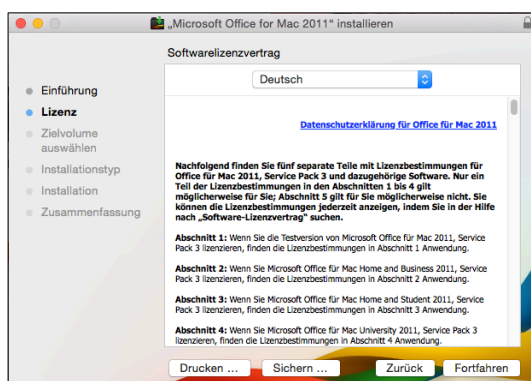 „Microsoft Office for Mac 2011" installieren
Softwarelizenzvertrag
Einführung
Lizenz
Zielvolume
auswählen
Installationstyp
Installation
Zusammenfassung
Deutsch
Datenschutzerklärung für Office für Mac 2011
Nachfolgend finden Sie fünf separate Teile mit Lizenzbestimmungen für
Office für Mac 2011, Service Pack 3 und dazugehörige Software. Nur ein
Teil der Lizenzbestimmungen in den Abschnitten 1 bis 4 gilt
möglicherweise für Sie; Abschnitt 5 gilt für Sie möglicherweise nicht. Sie
können die Lizenzbestimmungen jederzeit anzeigen, indem Sie in der Hilfe
nach „Software-Lizenzvertrag" suchen.
Abschnitt 1: Wenn Sie die Testversion von Microsoft Office für Mac 2011, Service
Pack 3 lizenzieren, finden die Lizenzbestimmungen in Abschnitt 1 Anwendung.
Abschnitt 2: Wenn Sie Microsoft Office für Mac Home and Business 2011, Service
Pack 3 lizenzieren, finden die Lizenzbestimmungen in Abschnitt 2 Anwendung.
Abschnitt 3: Wenn Sie Microsoft Office für Mac Home and Student 2011, Service
Pack 3 lizenzieren, finden die Lizenzbestimmungen in Abschnitt 3 Anwendung.
Abschnitt 4: Wenn Sie Microsoft Office für Mac University 2011, Service Pack 3
lizenzieren, finden die Lizenzbestimmungen in Abschnitt 4 Anwendung.
Drucken ...
Sichern ...
Zurück
Fortfahren